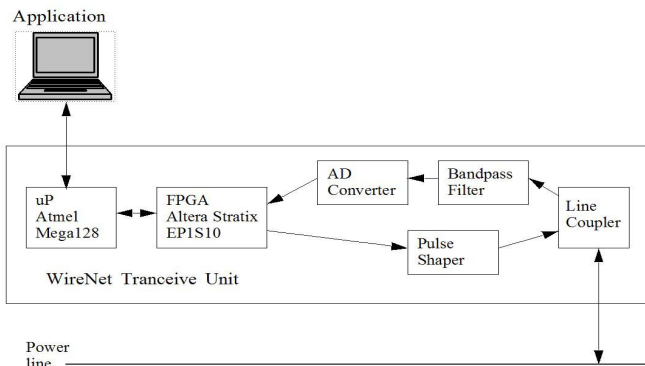 Application
uP
Atmel
Mega128
FPGA
Altera Stratix
EP1S10
AD
Converter
Bandpass
Filter
Line
Coupler
Pulse
Shaper
WireNet Tranceive Unit
Power
line